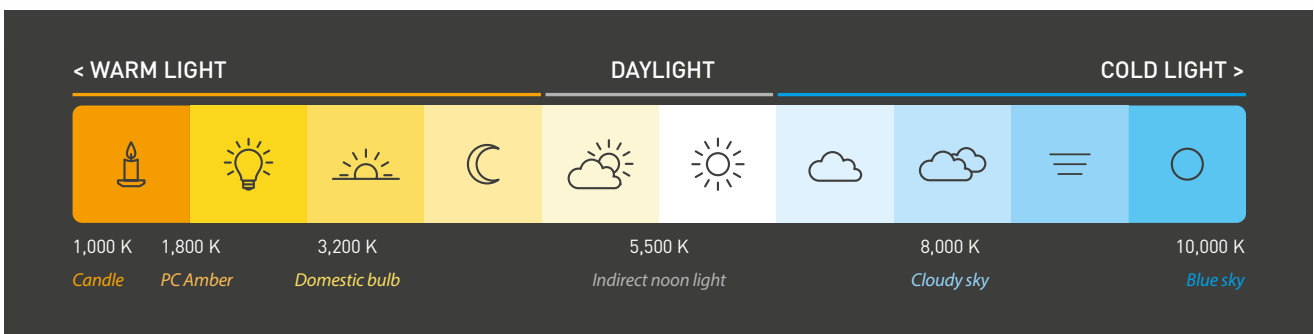 < WARM LIGHT DAYLIGHT COLD LIGHT >
1,000 K 1,800 K 3,200 K 5,500 K 8,000 K 10,000 K
Candle PC Amber Domestic bulb Indirect noon light Cloudy sky Blue sky